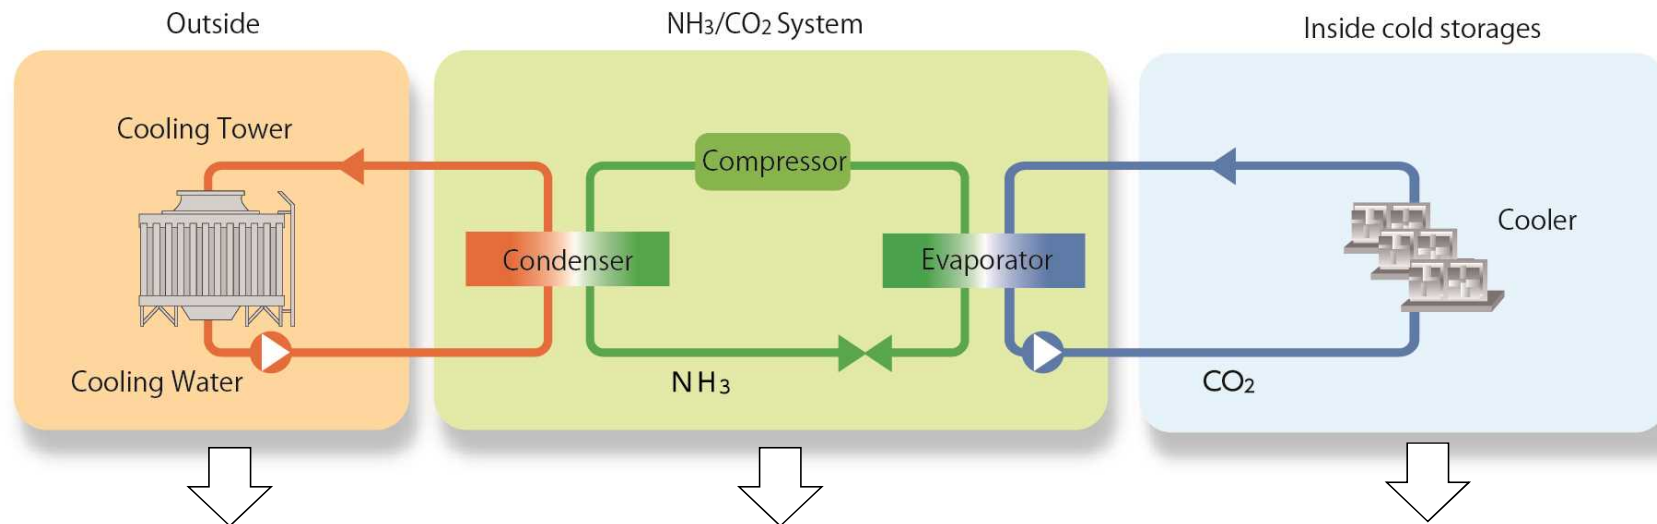 Outside
NH₃/CO₂ System
Inside cold storages
Cooling Tower
Compressor
Cooler
Condenser
Evaporator
Cooling Water
NH₃
CO₂